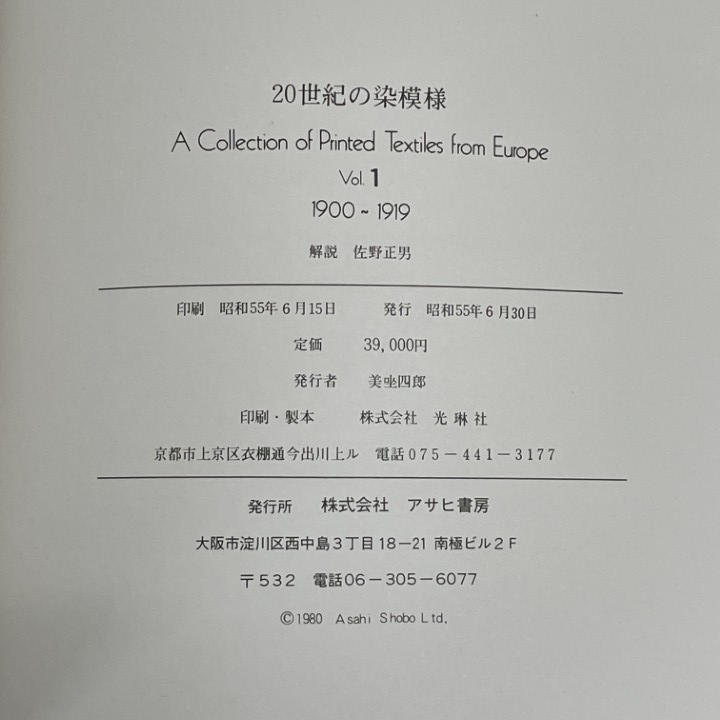 20世紀の染模様
A Collection of Printed Textiles from Europe
Vol. 1
1900~1919
解説 佐野正男
印刷 昭和55年6月15日 発行 昭和55年6月30日
定価 39,000円
発行者 美坐四郎
印刷・製本 株式会社 光琳社
京都市上京区衣棚通今出川上ル 電話075-441-3177
発行所 株式会社 アサヒ書房
大阪市淀川区西中島3丁目18-21 南極ビル2F
〒532 電話06-305-6077
©1980 Asahi Shobo Ltd.